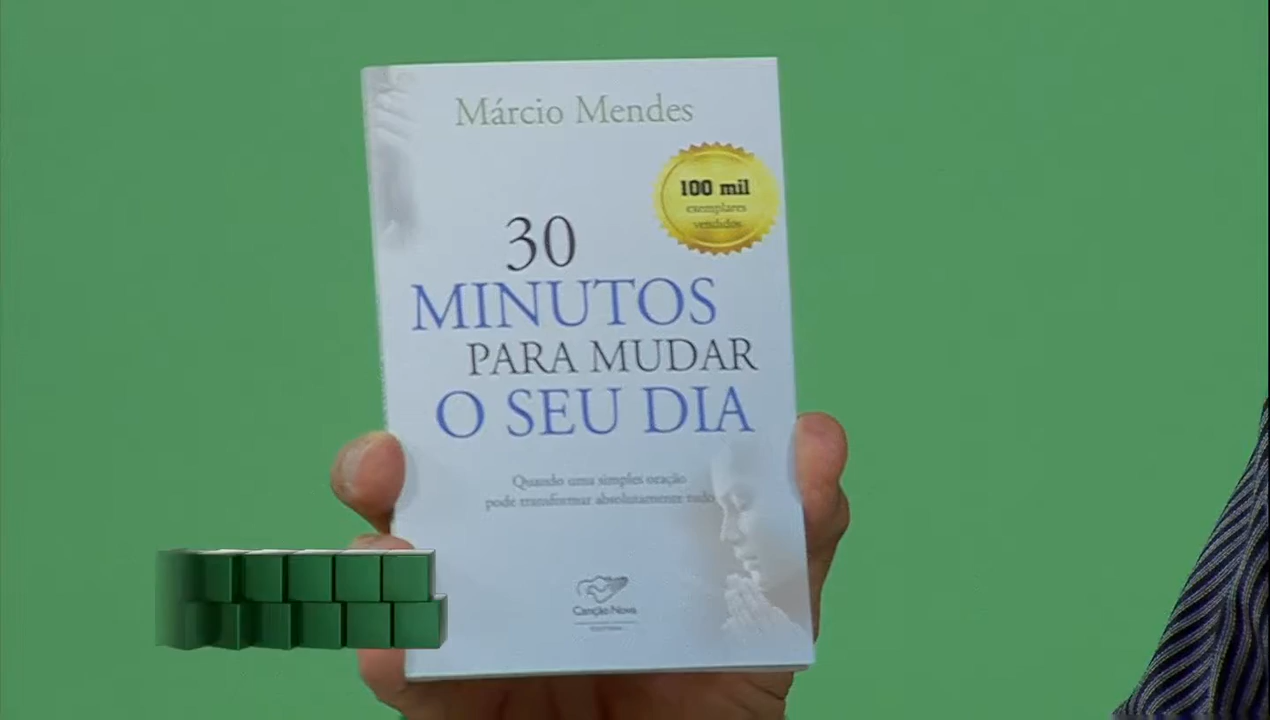 Márcio Mendes
100 mil
exemplares
vendidos
30
MINUTOS
PARA MUDAR
O SEU DIA
Quando uma simples oração
pode transformar absolutamente tudo
Canção Nova